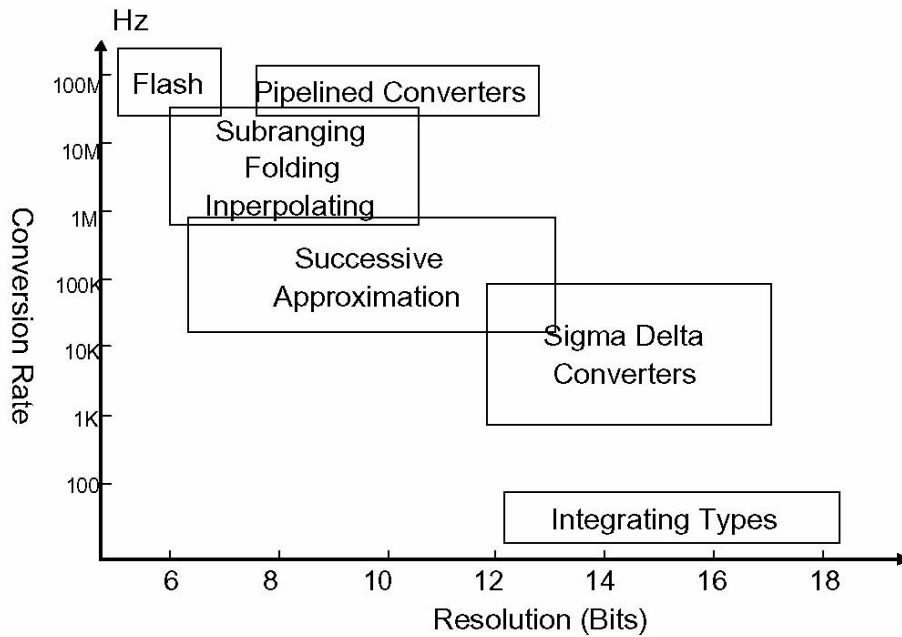 Hz
100M
Flash
Pipelined Converters
Subranging
10M
Folding
Inperpolating
1M
Successive
100K
Approximation
10K
Sigma Delta
Converters
1K
100
Integrating Types
Conversion Rate
6 8 10 12 14 16 18
Resolution (Bits)